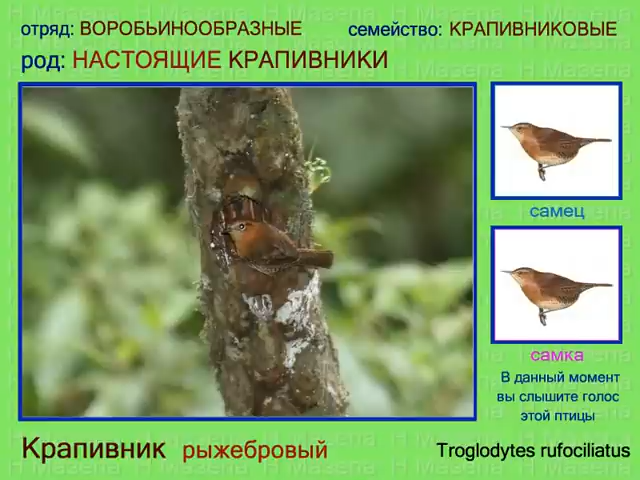 отряд: ВОРОБЬИНООБРАЗНЫЕ семейство: КРАПИВНИКОВЫЕ
род: НАСТОЯЩИЕ КРАПИВНИКИ
самец
самка
В данный момент
вы слышите голос
этой птицы
Крапивник рыжебровый Troglodytes rufociliatus